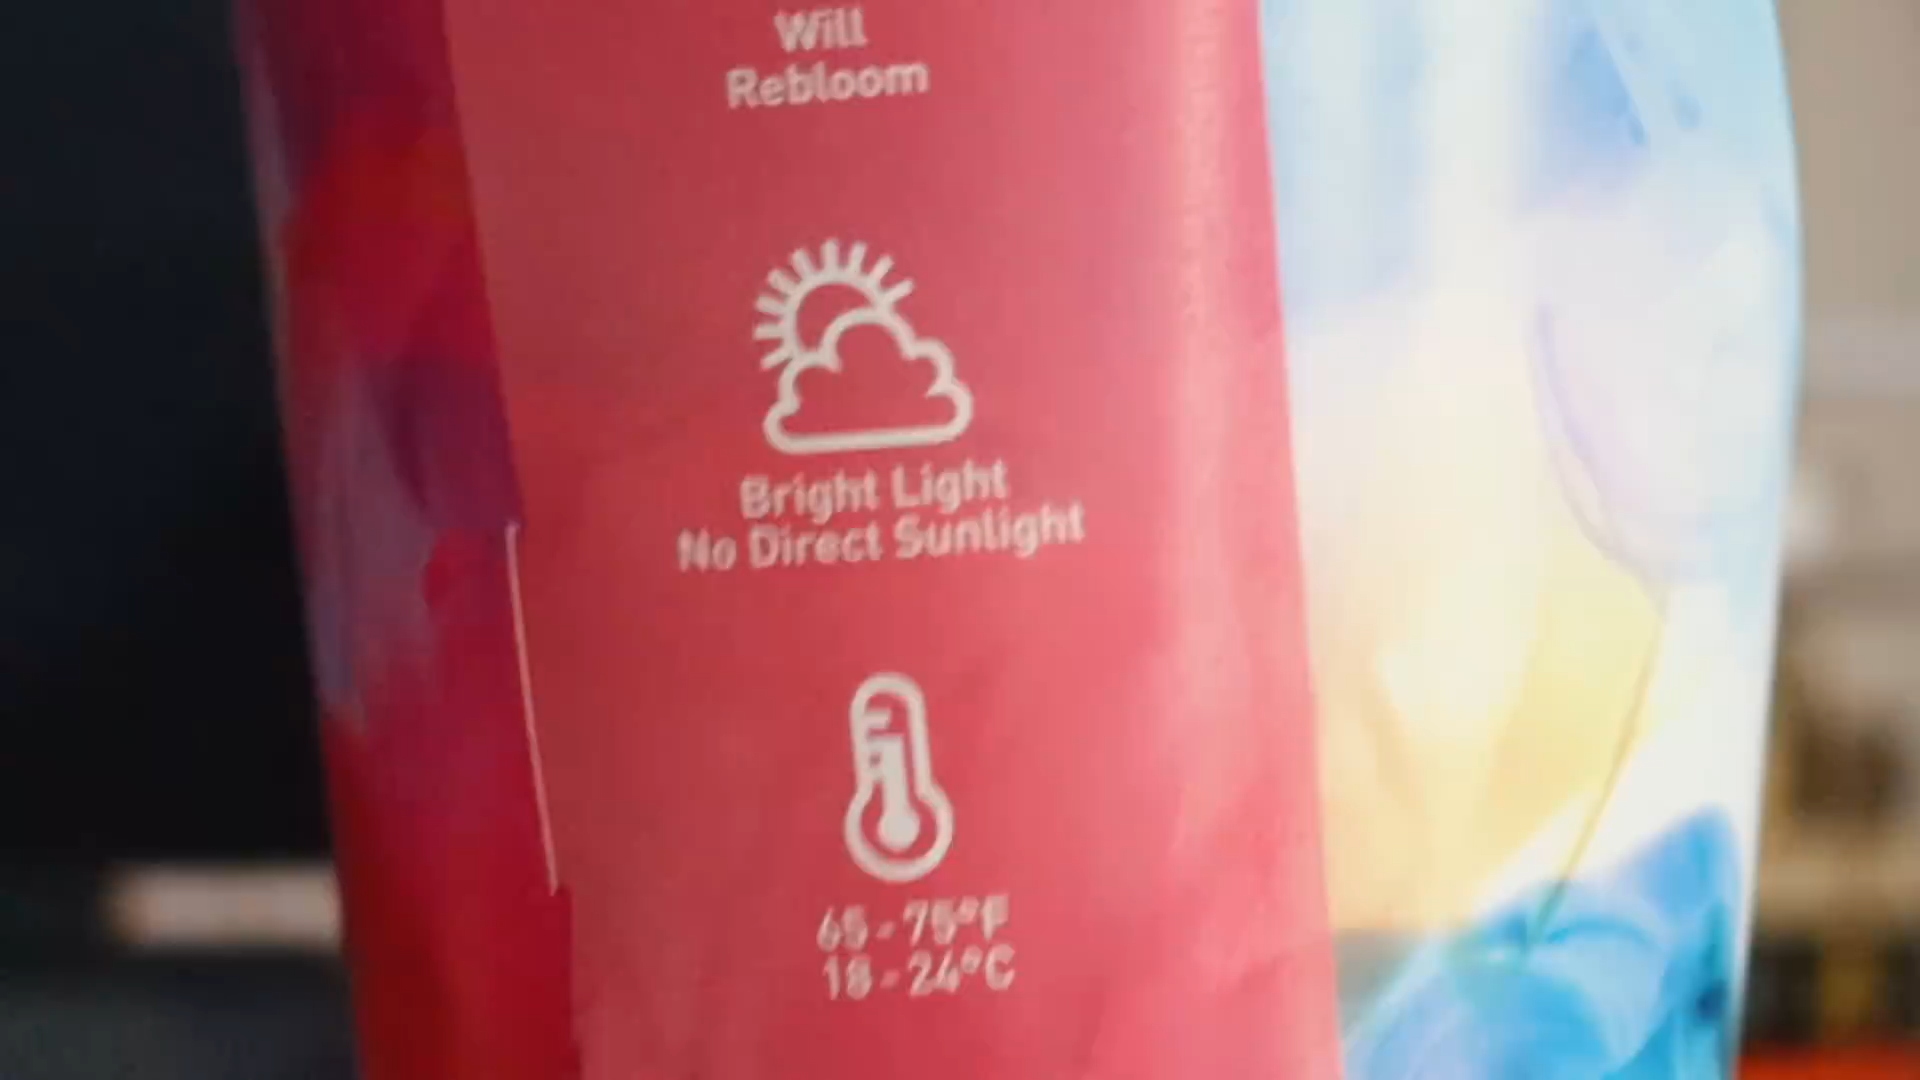 Will
Rebloom
Bright Light
No Direct Sunlight
65 - 75°F
18 - 24°C